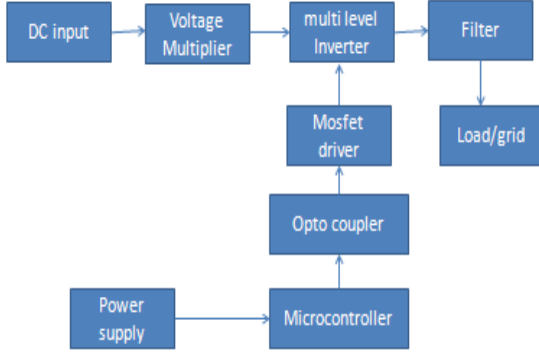 DC input
Voltage
Multiplier
multi level
Inverter
Filter
Mosfet
driver
Load/grid
Opto coupler
Power
supply
Microcontroller